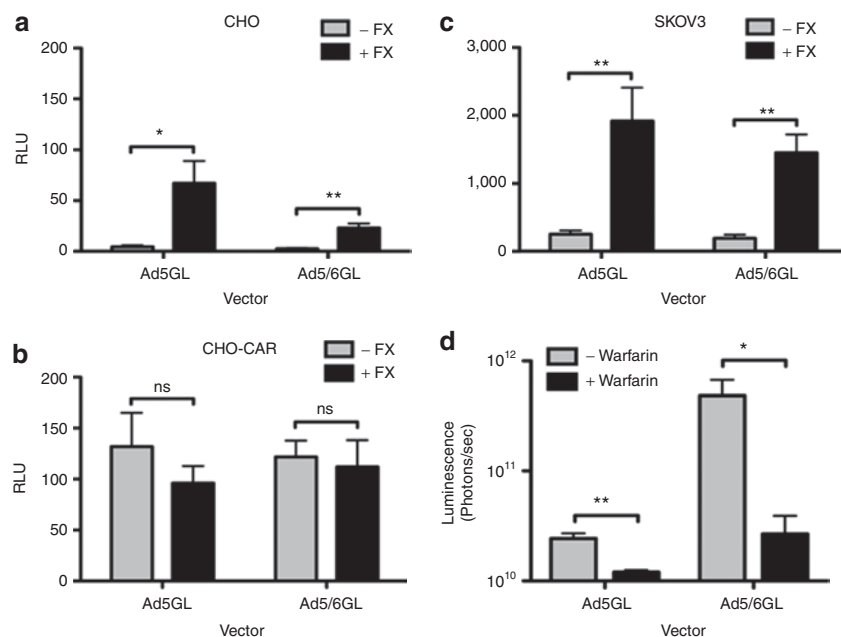 a
CHO
– FX
+ FX
200
150
100
50
0
RLU
*
**
Ad5GL
Ad5/6GL
Vector
b
CHO-CAR
– FX
+ FX
200
150
100
50
0
RLU
ns
ns
Ad5GL
Ad5/6GL
Vector
c
SKOV3
– FX
+ FX
3,000
2,000
1,000
0
**
**
Ad5GL
Ad5/6GL
Vector
d
– Warfarin
+ Warfarin
10¹²
10¹¹
10¹⁰
Luminescence
(Photons/sec)
**
*
Ad5GL
Ad5/6GL
Vector